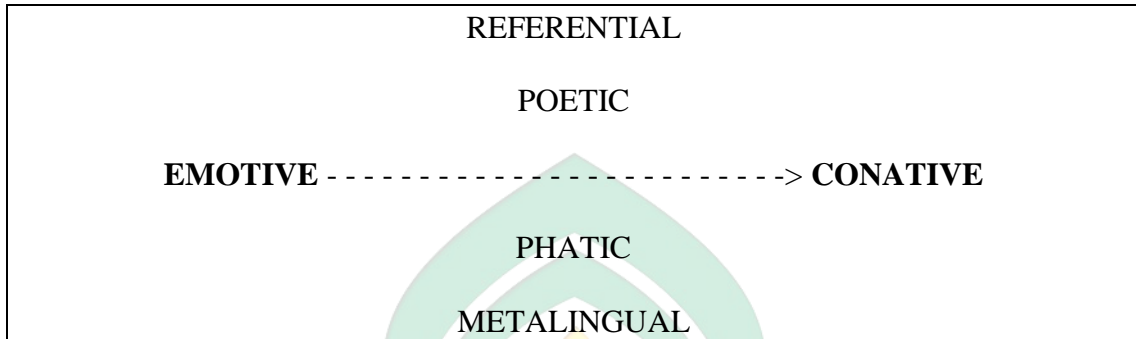 REFERENTIAL
POETIC
EMOTIVE - - - - - - - - - - - - - - - - - - - - - - - - -> CONATIVE
PHATIC
METALINGUAL